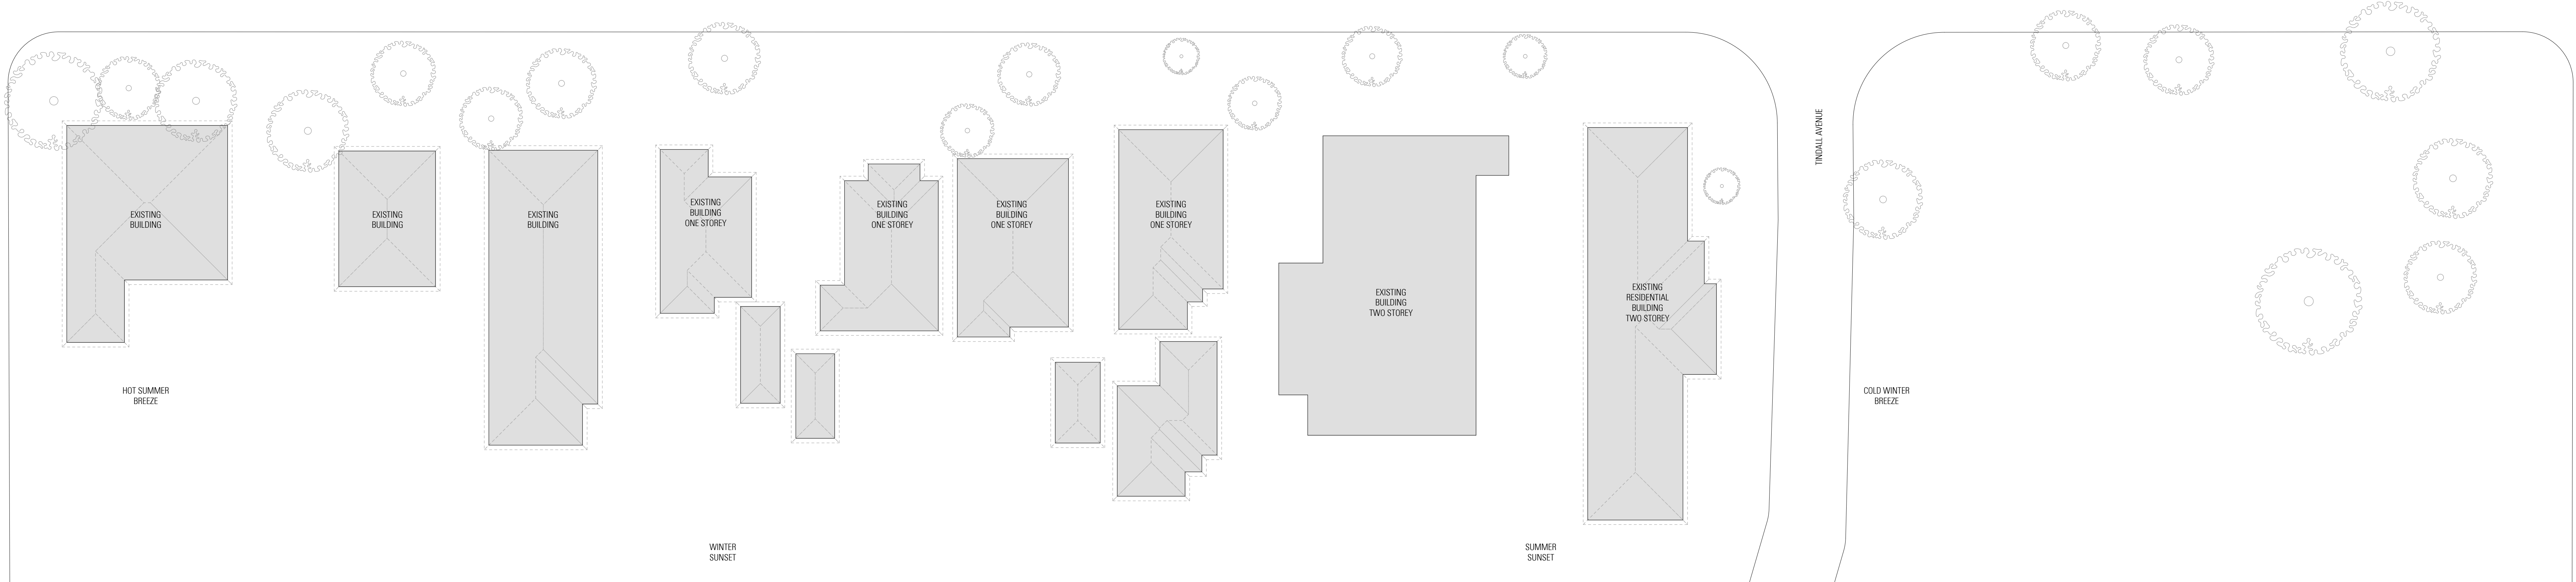 TINDALL AVENUE
EXISTING
BUILDING
EXISTING
BUILDING
EXISTING
BUILDING
EXISTING
BUILDING
ONE STOREY
EXISTING
BUILDING
ONE STOREY
EXISTING
BUILDING
ONE STOREY
EXISTING
BUILDING
ONE STOREY
EXISTING
BUILDING
TWO STOREY
EXISTING
RESIDENTIAL
BUILDING
TWO STOREY
HOT SUMMER
BREEZE
COLD WINTER
BREEZE
WINTER
SUNSET
SUMMER
SUNSET